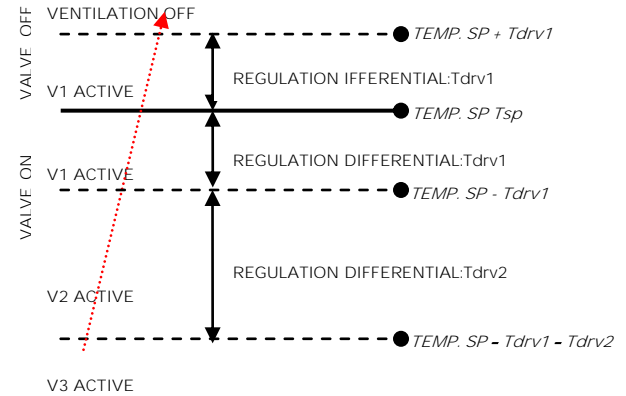 VENTILATION OFF
VALVE OFF
TEMP. SP + Tdrv1
REGULATION IFFERENTIAL:Tdrv1
V1 ACTIVE
TEMP. SP Tsp
REGULATION DIFFERENTIAL:Tdrv1
V1 ACTIVE
VALVE ON
TEMP. SP - Tdrv1
REGULATION DIFFERENTIAL:Tdrv2
V2 ACTIVE
TEMP. SP – Tdrv1 – Tdrv2
V3 ACTIVE